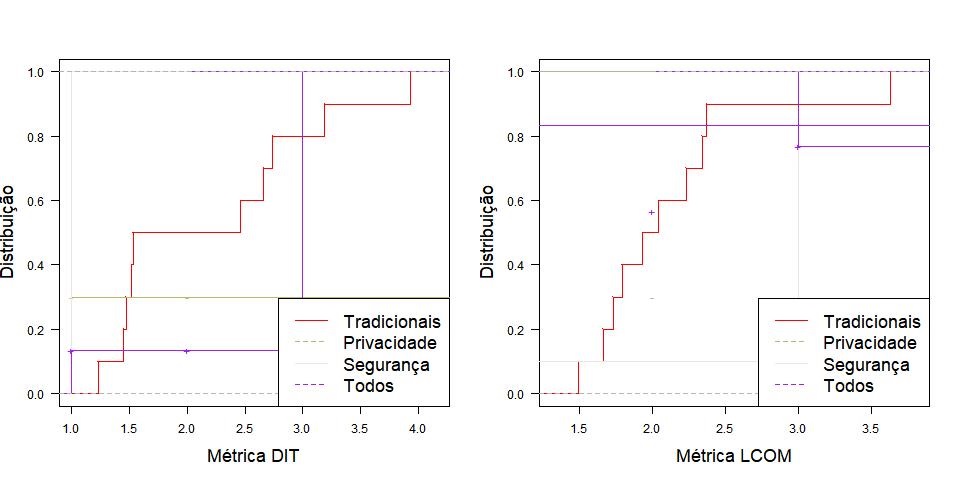 Distribuição
1.0
0.8
0.6
0.4
0.2
0.0
Tradicionais
Privacidade
Segurança
Todos
1.0 1.5 2.0 2.5 3.0 3.5 4.0
Métrica DIT
Distribuição
1.0
0.8
0.6
0.4
0.2
0.0
Tradicionais
Privacidade
Segurança
Todos
1.5 2.0 2.5 3.0 3.5
Métrica LCOM